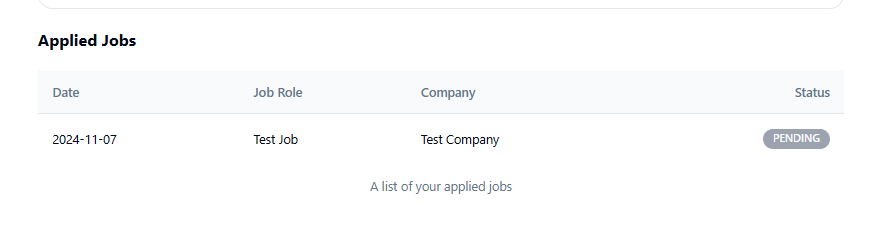 Applied Jobs
Date Job Role Company Status
2024-11-07 Test Job Test Company PENDING
A list of your applied jobs